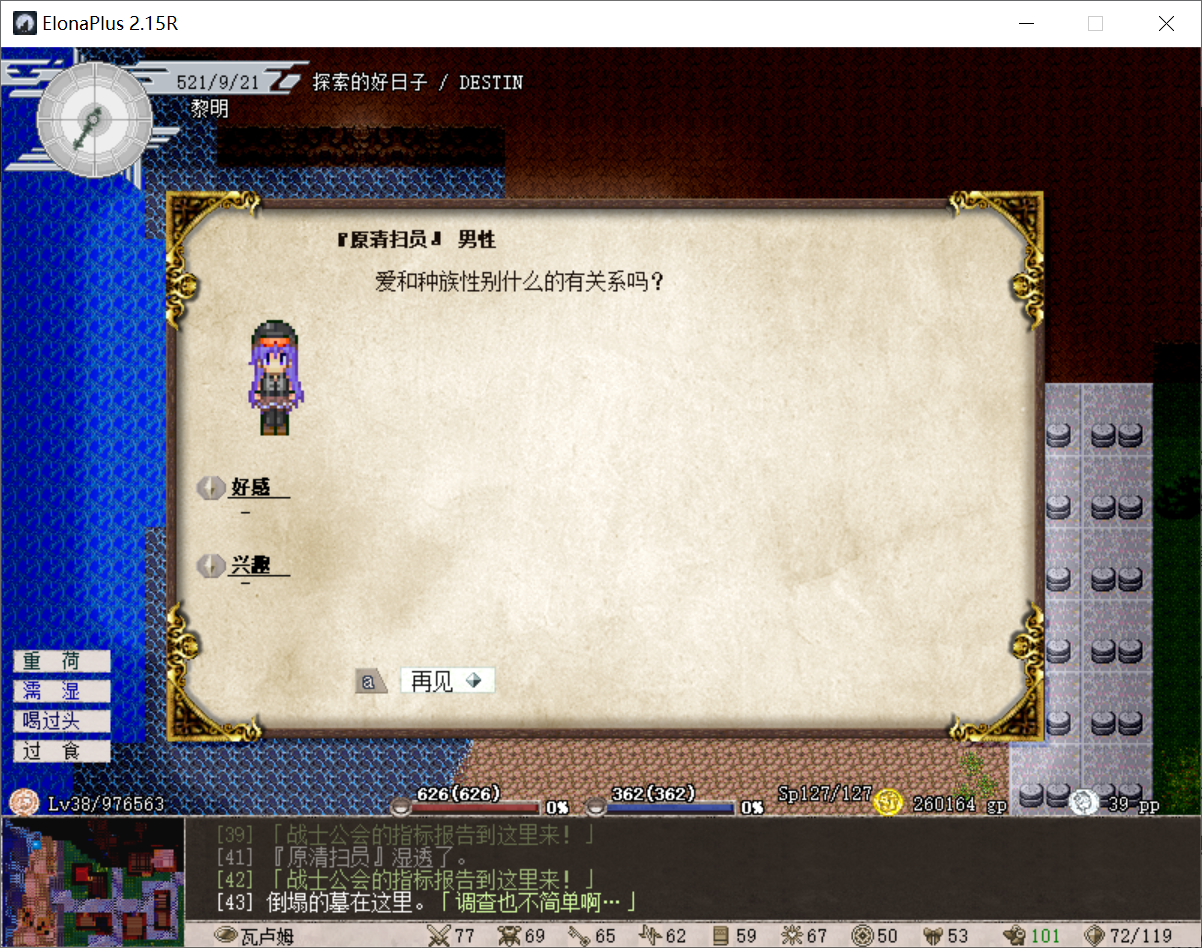 ElonaPlus 2.15R
521/9/21 探索的好日子 / DESTIN
黎明
『原清扫员』 男性
爱和种族性别什么的有关系吗？
好感
-
兴趣
-
a 再见
重 荷
濡 湿
喝过头
过 食
Lv38/976563
626(626) 0%
362(362) 0%
Sp127/127
260164 gp
39 pp
[39] 「战士公会的指标报告到这里来！」
[41] 『原清扫员』湿透了。
[42] 「战士公会的指标报告到这里来！」
[43] 倒塌的墓在这里。「调查也不简单啊…」
瓦卢姆 77 69 65 62 59 67 50 53 101 72/119